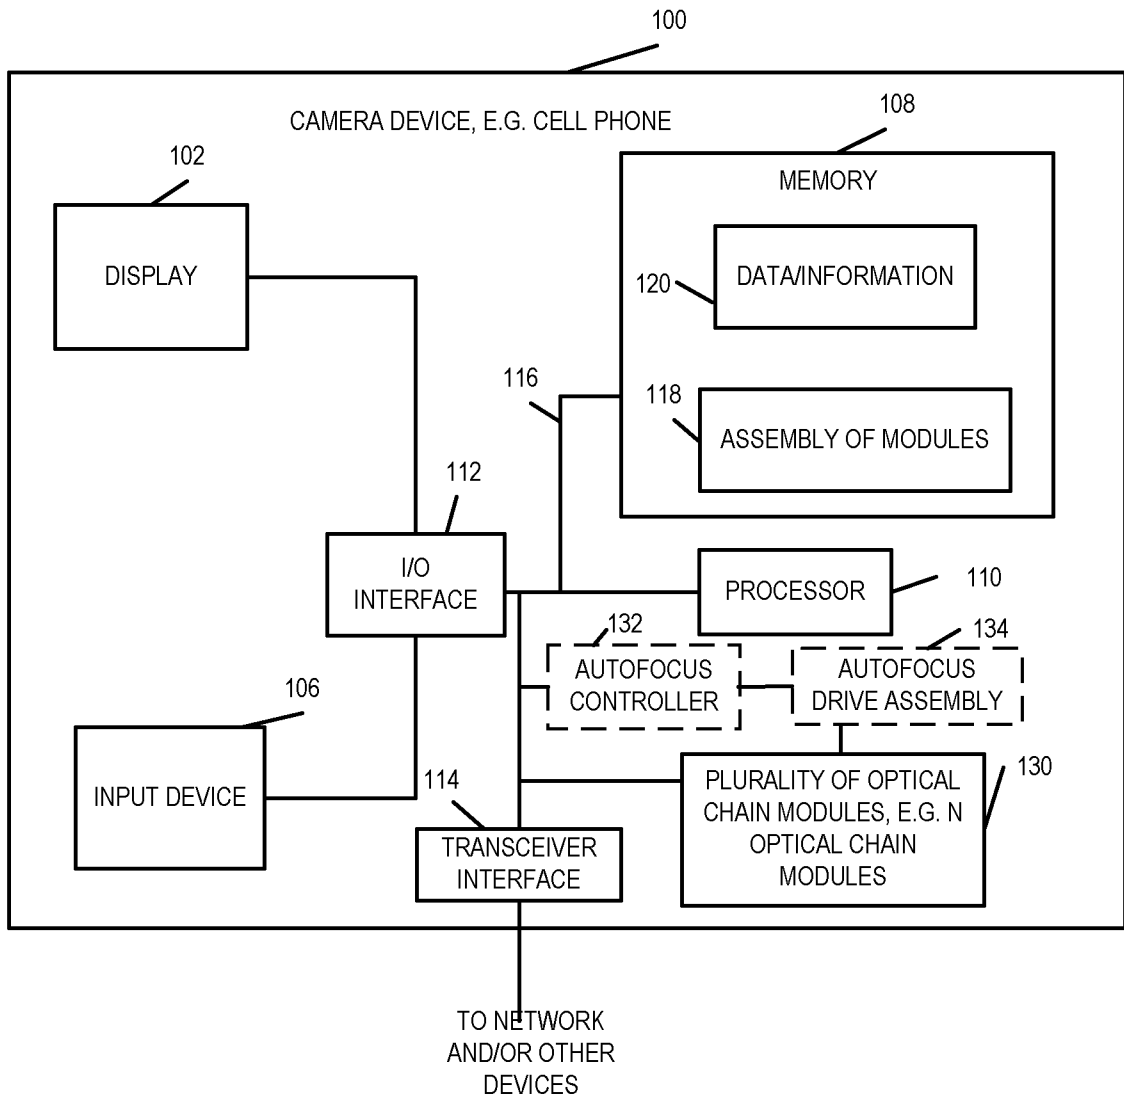 100
CAMERA DEVICE, E.G. CELL PHONE
108
MEMORY
102
DISPLAY
DATA/INFORMATION
120
116
118
ASSEMBLY OF MODULES
112
I/O
INTERFACE
PROCESSOR
110
132
AUTOFOCUS
CONTROLLER
134
AUTOFOCUS
DRIVE ASSEMBLY
106
INPUT DEVICE
114
TRANSCEIVER
INTERFACE
PLURALITY OF OPTICAL
CHAIN MODULES, E.G. N
OPTICAL CHAIN
MODULES
130
TO NETWORK
AND/OR OTHER
DEVICES